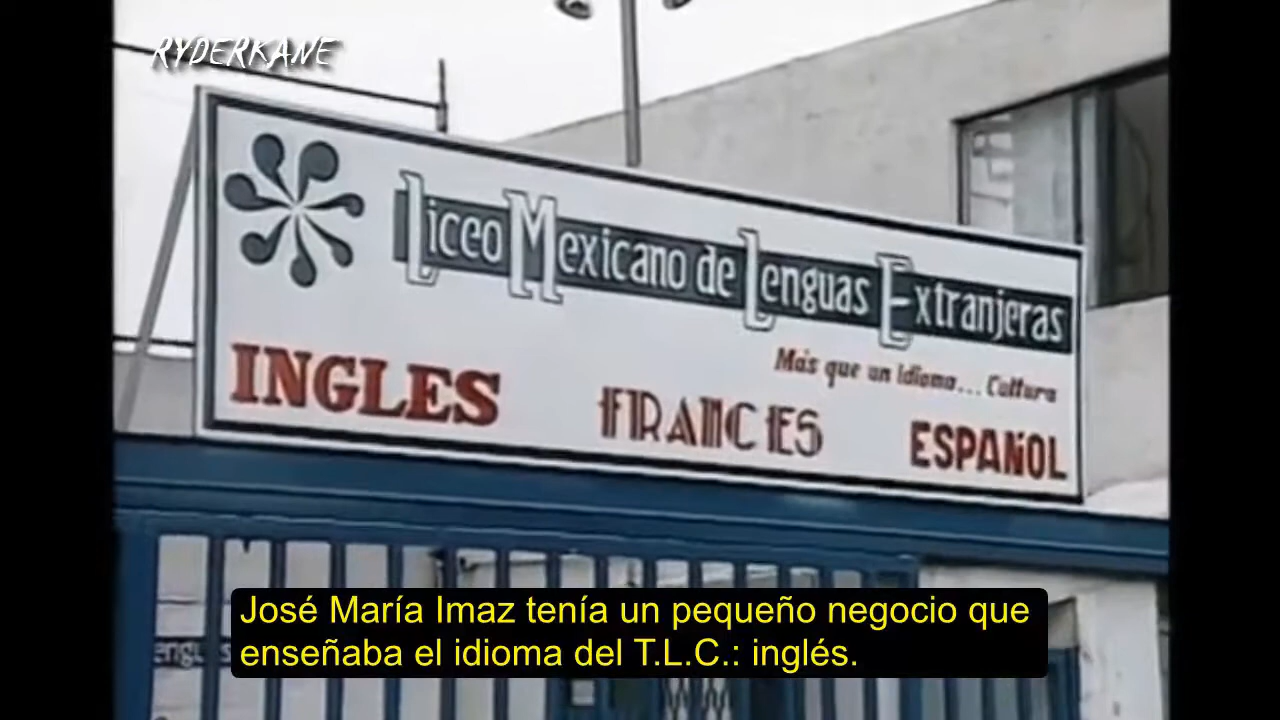 RYDERKANE
Liceo Mexicano de Lenguas Extranjeras
Más que un Idioma... Cultura
INGLES FRANCES ESPAÑOL
José María Imaz tenía un pequeño negocio que
enseñaba el idioma del T.L.C.: inglés.